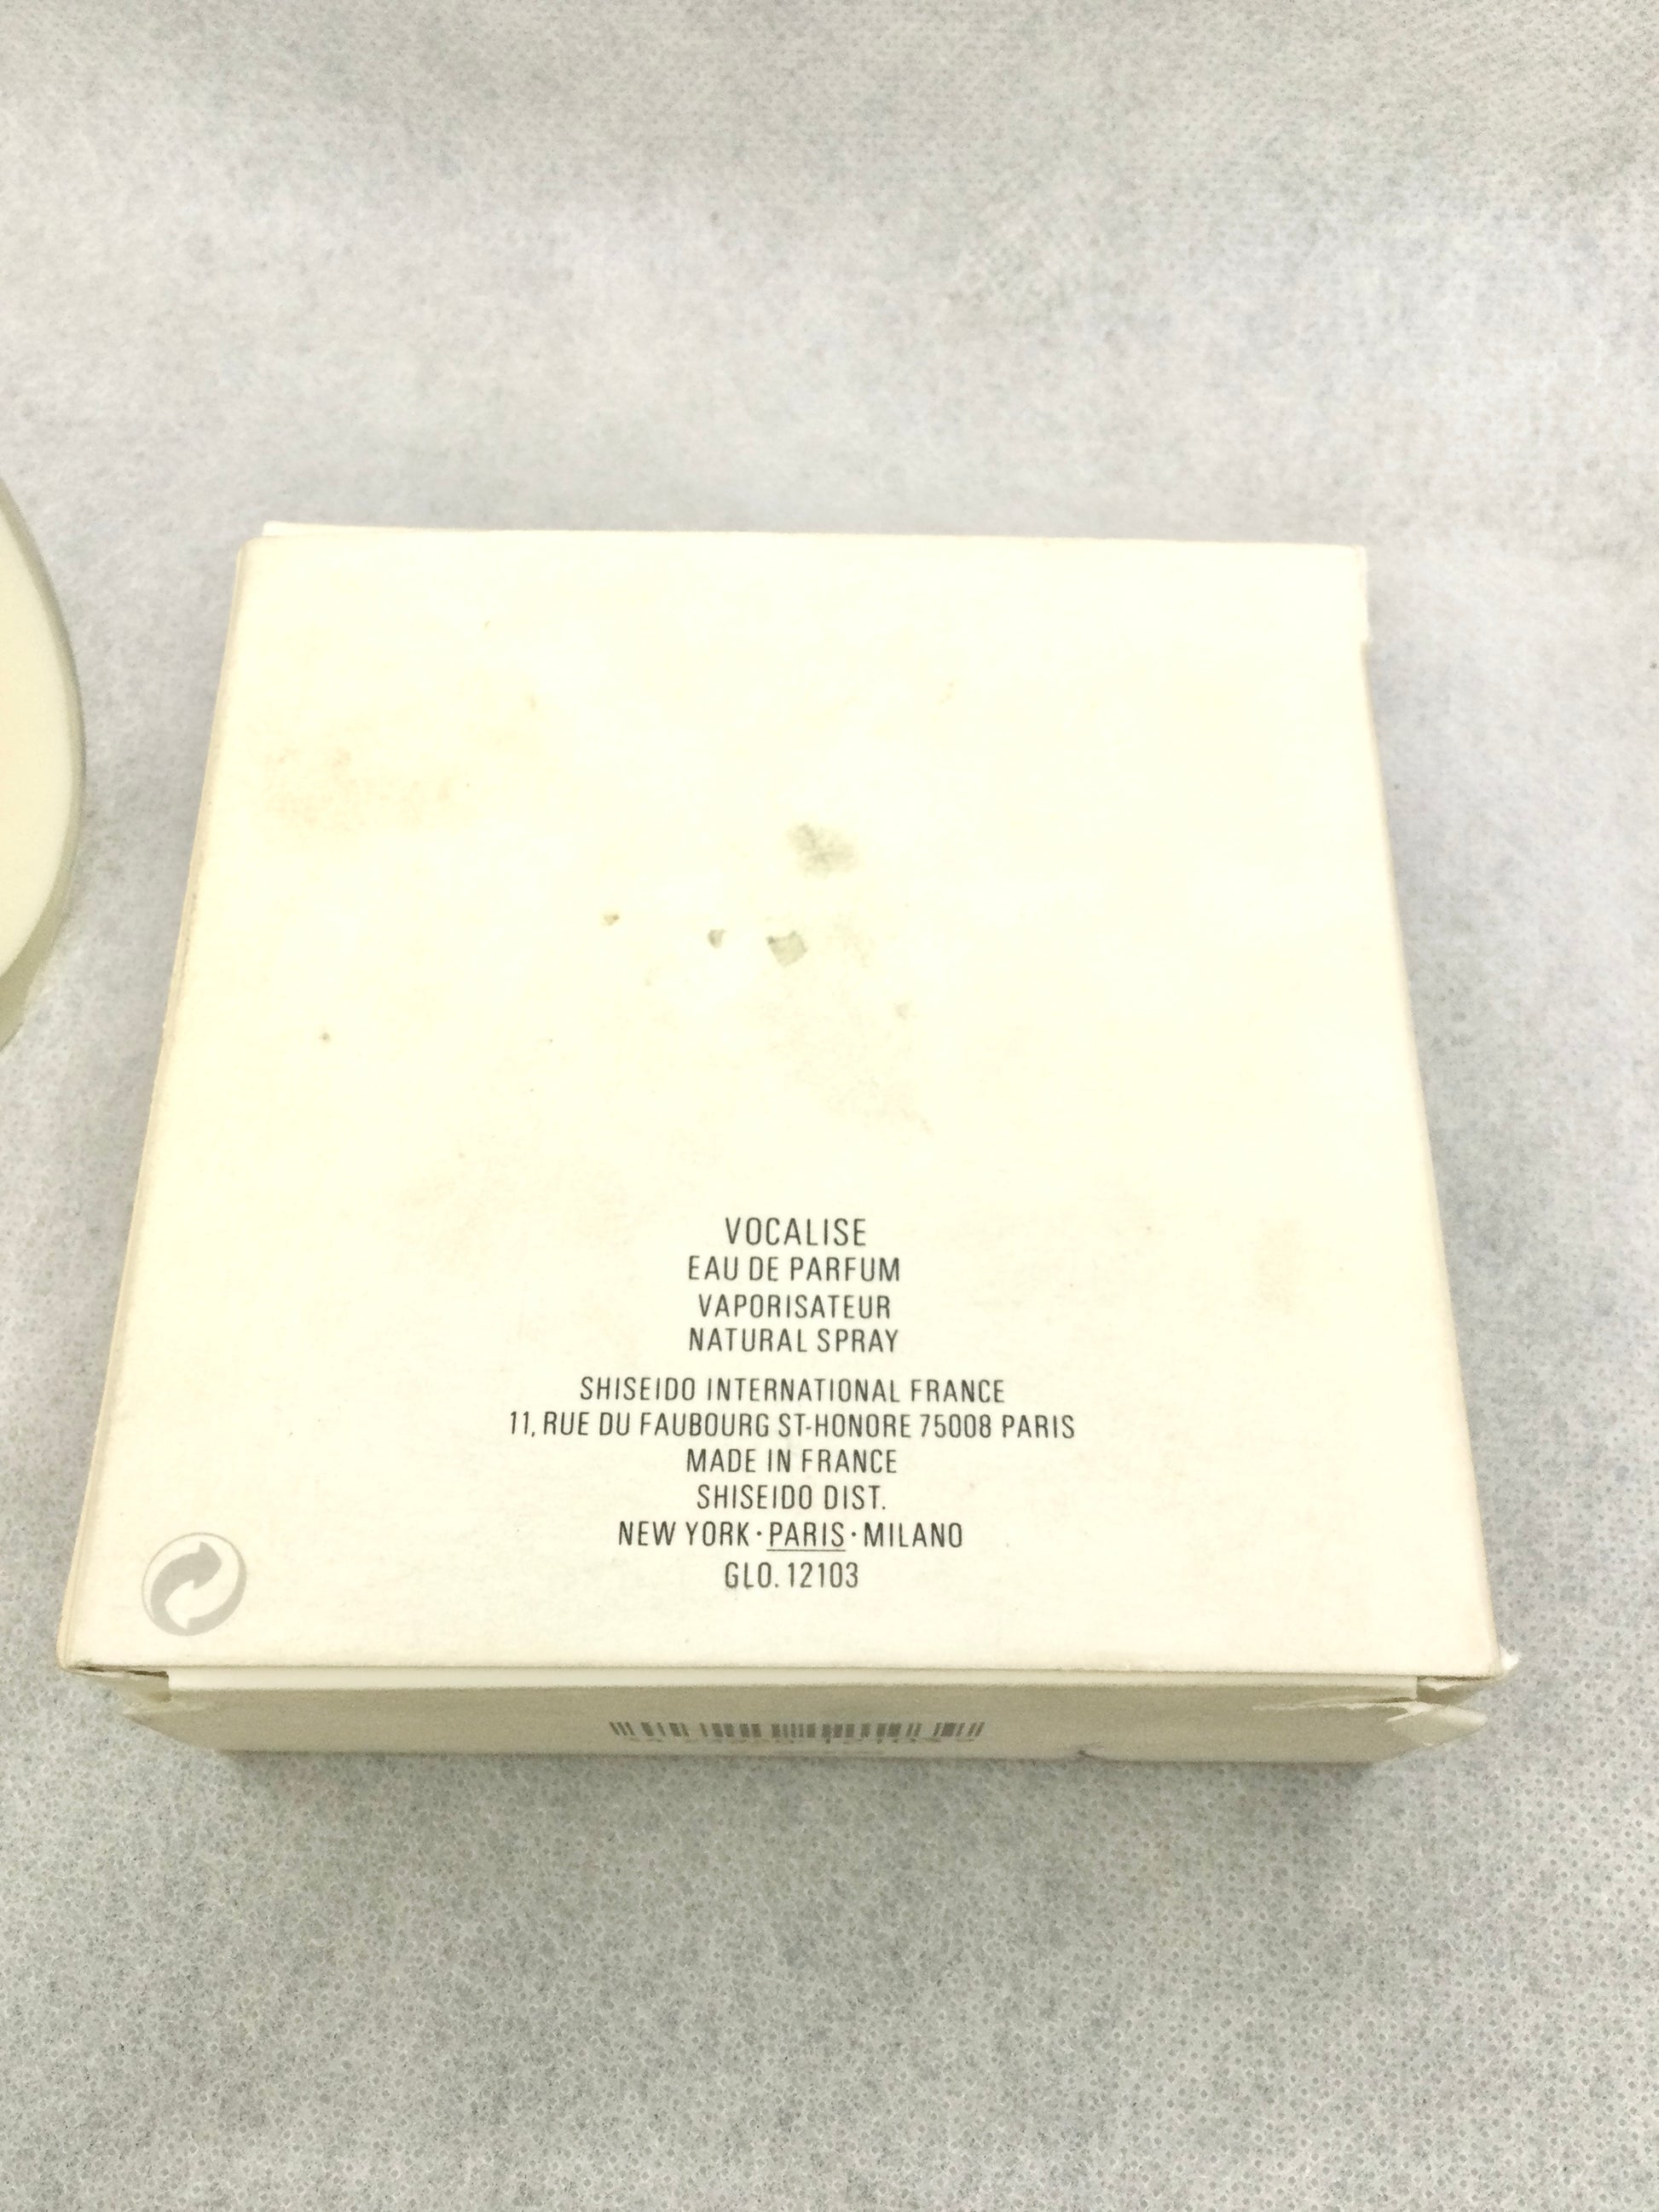 VOCALISE
EAU DE PARFUM
VAPORISATEUR
NATURAL SPRAY
SHISEIDO INTERNATIONAL FRANCE
11, RUE DU FAUBOURG ST-HONORE 75008 PARIS
MADE IN FRANCE
SHISEIDO DIST.
NEW YORK · PARIS · MILANO
GLO. 12103